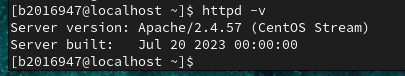 [b2016947@localhost ~]$ httpd -v
Server version: Apache/2.4.57 (CentOS Stream)
Server built:   Jul 20 2023 00:00:00
[b2016947@localhost ~]$